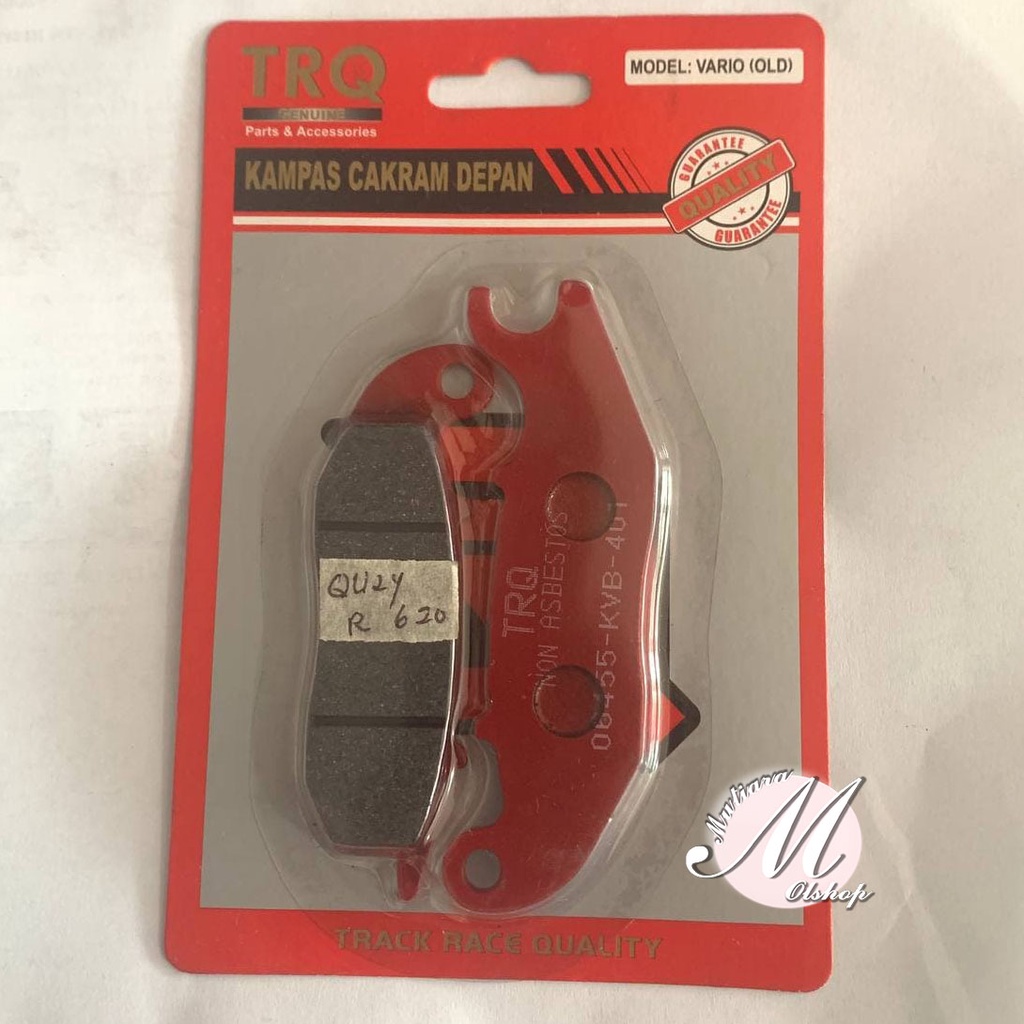 TRQ
GENUINE
Parts & Accessories
MODEL: VARIO (OLD)
KAMPAS CAKRAM DEPAN
GUARANTEE
QUALITY
GUARANTEE
QU24
R 620
TRQ
NON ASBESTOS
06455-KVB-401
Mutiara
M
Olshop
TRACK RACE QUALITY